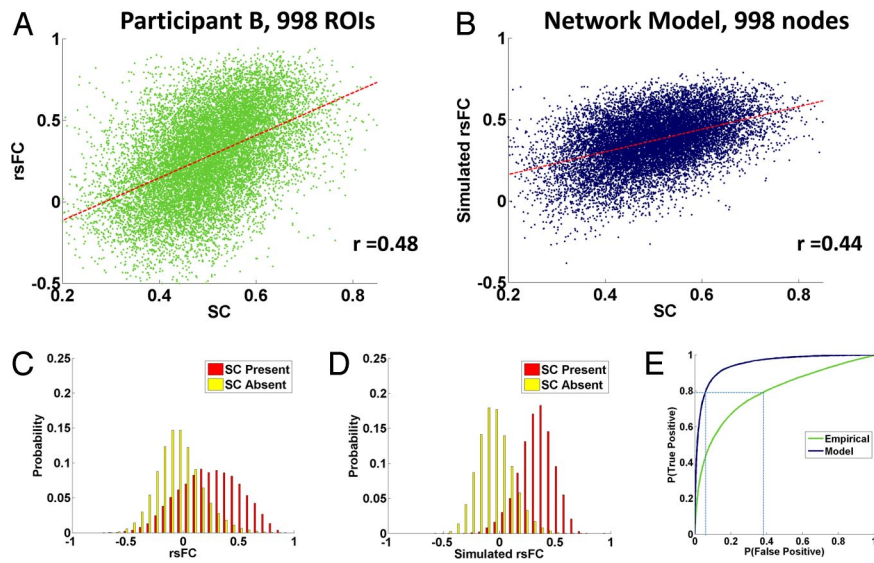 A
Participant B, 998 ROIs
1
0.5
0
-0.5
rsFC
0.2
0.4
0.6
0.8
SC
r =0.48
B
Network Model, 998 nodes
1
0.5
0
-0.5
Simulated rsFC
0.2
0.4
0.6
0.8
SC
r =0.44
C
0.25
0.2
0.15
0.1
0.05
0
Probability
SC Present
SC Absent
-1
-0.5
0
0.5
1
rsFC
D
0.25
0.2
0.15
0.1
0.05
0
Probability
SC Present
SC Absent
-1
-0.5
0
0.5
1
Simulated rsFC
E
1
0.8
0.6
0.4
0.2
0
P(True Positive)
Empirical
Model
0
0.2
0.4
0.6
0.8
1
P(False Positive)